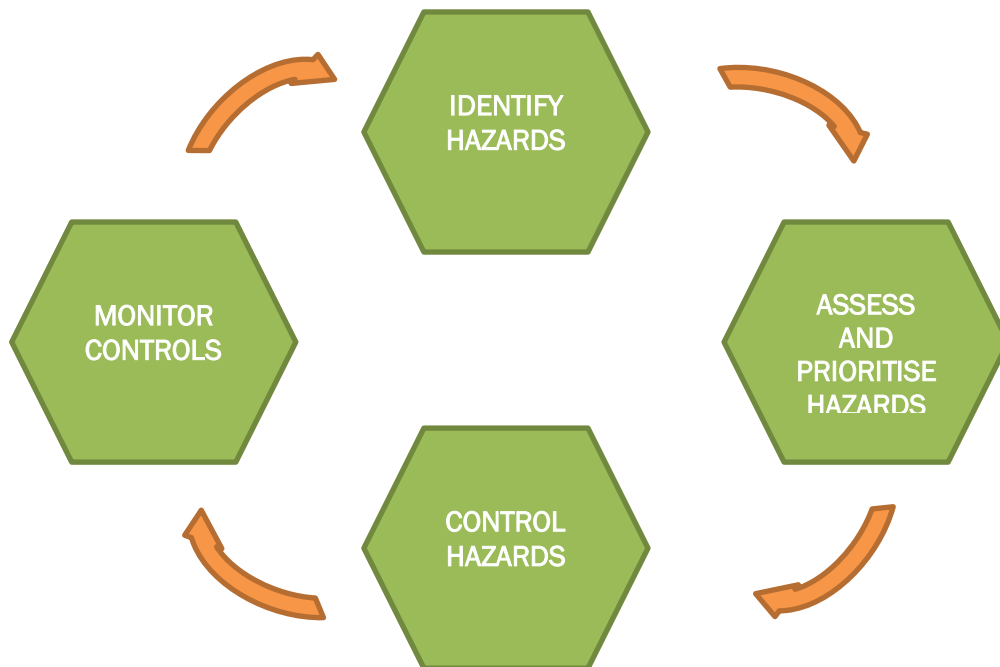 IDENTIFY
HAZARDS
ASSESS
AND
PRIORITISE
HAZARDS
CONTROL
HAZARDS
MONITOR
CONTROLS